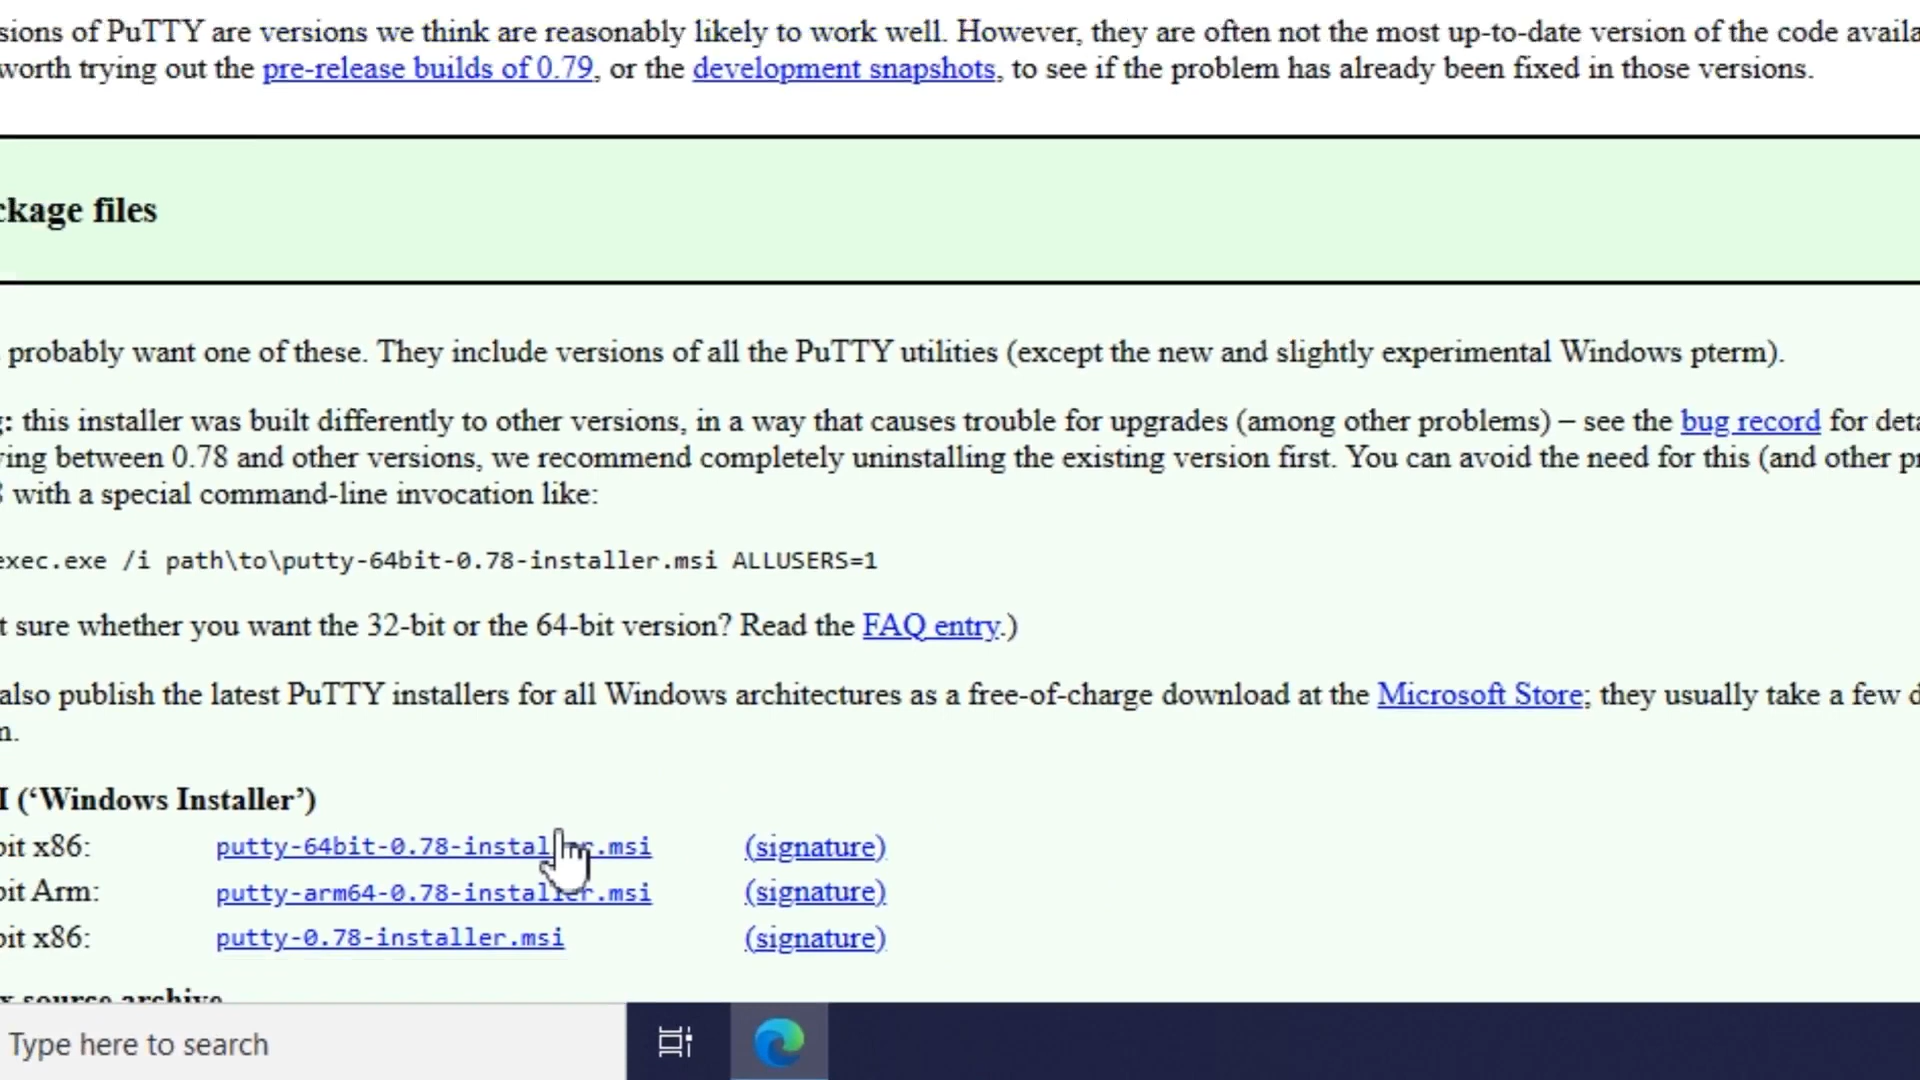 sions of PuTTY are versions we think are reasonably likely to work well. However, they are often not the most up-to-date version of the code availa
worth trying out the pre-release builds of 0.79, or the development snapshots, to see if the problem has already been fixed in those versions.
ckage files
probably want one of these. They include versions of all the PuTTY utilities (except the new and slightly experimental Windows pterm).
: this installer was built differently to other versions, in a way that causes trouble for upgrades (among other problems) – see the bug record for deta
ing between 0.78 and other versions, we recommend completely uninstalling the existing version first. You can avoid the need for this (and other pr
with a special command-line invocation like:
exec.exe /i path\to\putty-64bit-0.78-installer.msi ALLUSERS=1
t sure whether you want the 32-bit or the 64-bit version? Read the FAQ entry.)
also publish the latest PuTTY installers for all Windows architectures as a free-of-charge download at the Microsoft Store; they usually take a few d
n.
I (‘Windows Installer’)
bit x86: putty-64bit-0.78-installer.msi (signature)
bit Arm: putty-arm64-0.78-installer.msi (signature)
bit x86: putty-0.78-installer.msi (signature)
x source archive
Type here to search